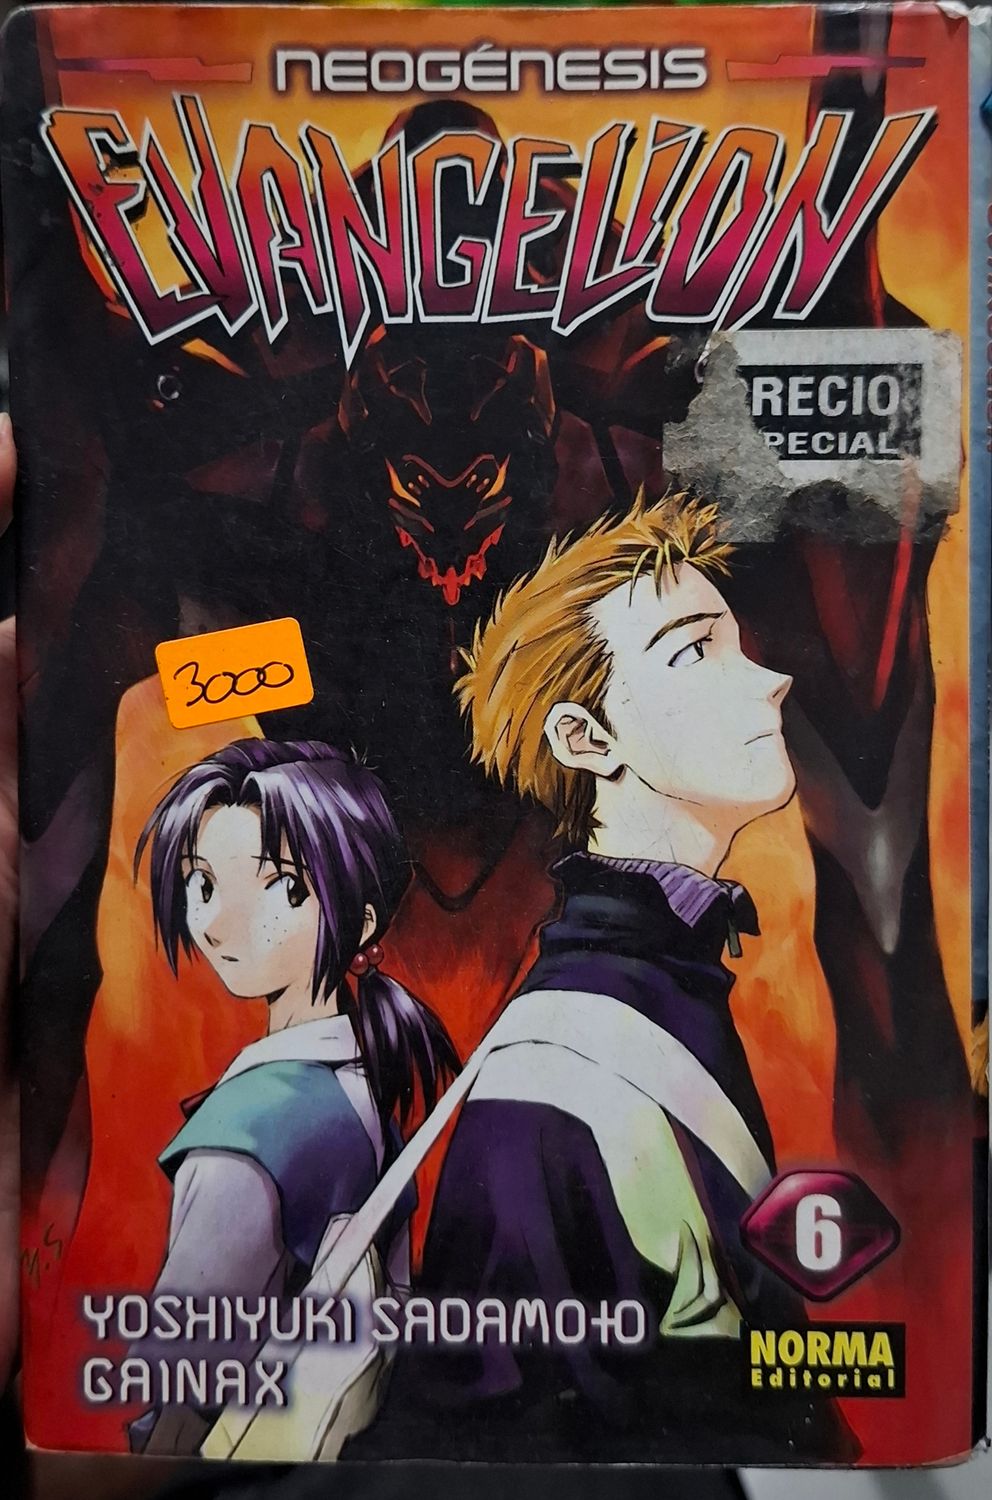 NEOGÉNESIS
EVANGELION
RECIO
PECIAL
3000
6
M.S
YOSHIYUKI SADAMOTO
GAINAX
NORMA
Editorial